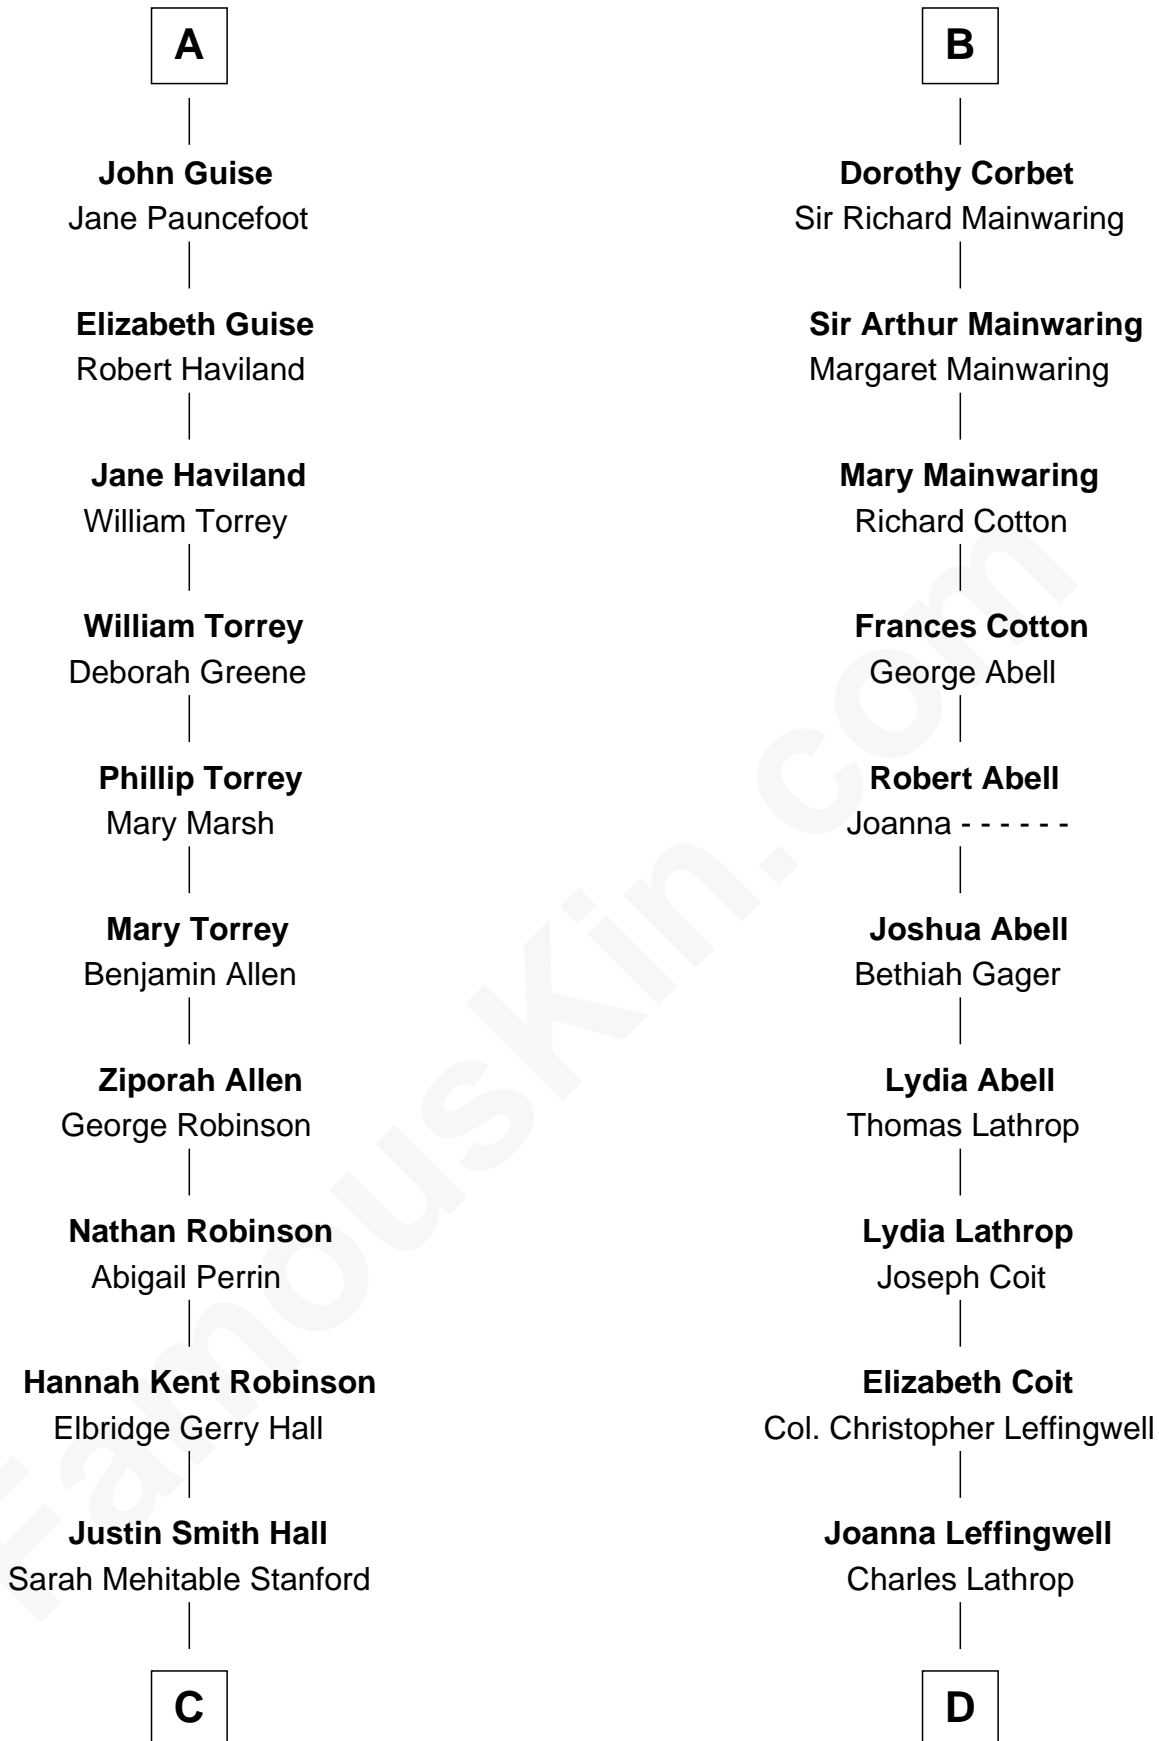 A
John Guise
Jane Pauncefoot
Elizabeth Guise
Robert Haviland
Jane Haviland
William Torrey
William Torrey
Deborah Greene
Phillip Torrey
Mary Marsh
Mary Torrey
Benjamin Allen
Ziporah Allen
George Robinson
Nathan Robinson
Abigail Perrin
Hannah Kent Robinson
Elbridge Gerry Hall
Justin Smith Hall
Sarah Mehitable Stanford
C
B
Dorothy Corbet
Sir Richard Mainwaring
Sir Arthur Mainwaring
Margaret Mainwaring
Mary Mainwaring
Richard Cotton
Frances Cotton
George Abell
Robert Abell
Joanna - - - - - -
Joshua Abell
Bethiah Gager
Lydia Abell
Thomas Lathrop
Lydia Lathrop
Joseph Coit
Elizabeth Coit
Col. Christopher Leffingwell
Joanna Leffingwell
Charles Lathrop
D
FamousKin.com